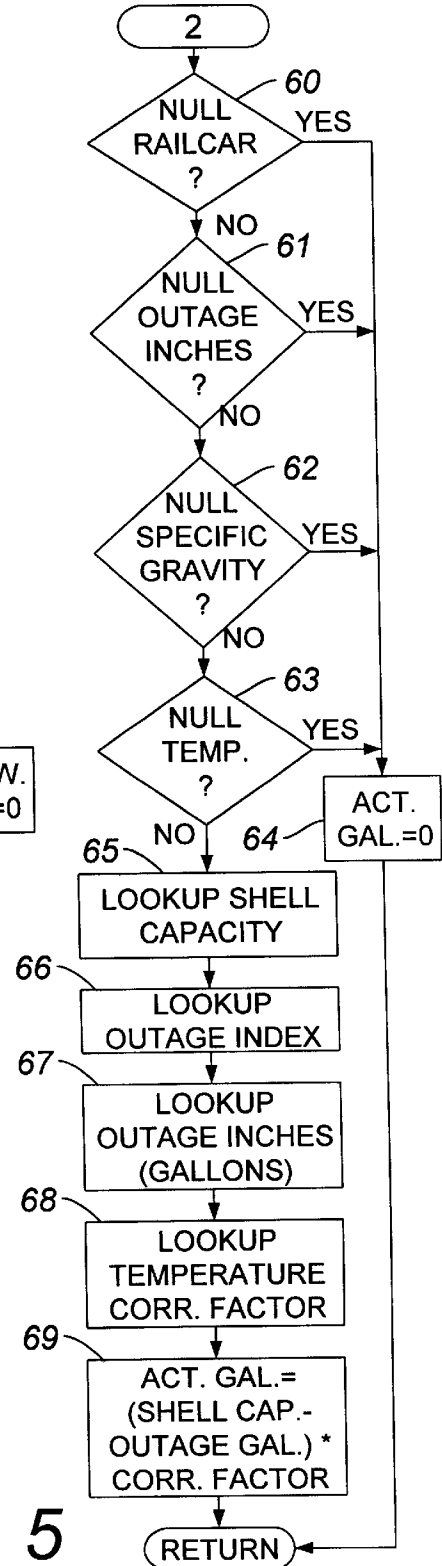 2
60
NULL
RAILCAR
?
YES
NO
61
NULL
OUTAGE
INCHES
?
YES
NO
62
NULL
SPECIFIC
GRAVITY
?
YES
NO
63
NULL
TEMP.
?
YES
NO
W.
=0
64
ACT.
GAL.=0
65
LOOKUP SHELL
CAPACITY
66
LOOKUP
OUTAGE INDEX
67
LOOKUP
OUTAGE INCHES
(GALLONS)
68
LOOKUP
TEMPERATURE
CORR. FACTOR
69
ACT. GAL.=
(SHELL CAP.-
OUTAGE GAL.) *
CORR. FACTOR
5
RETURN